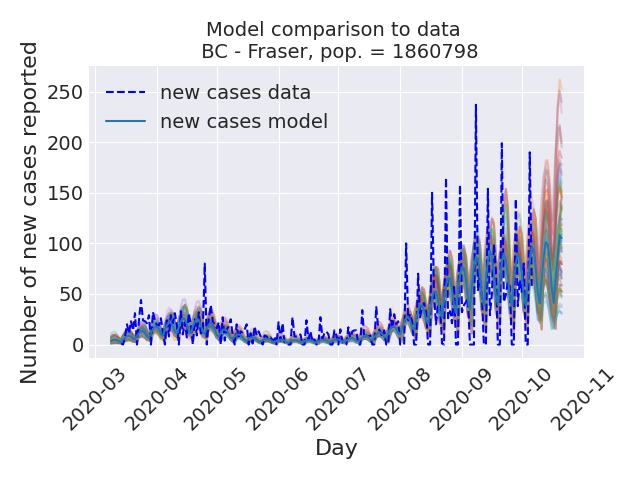 Model comparison to data
BC - Fraser, pop. = 1860798
Number of new cases reported
250
200
150
100
50
0
new cases data
new cases model
2020-03
2020-04
2020-05
2020-06
2020-07
2020-08
2020-09
2020-10
2020-11
Day